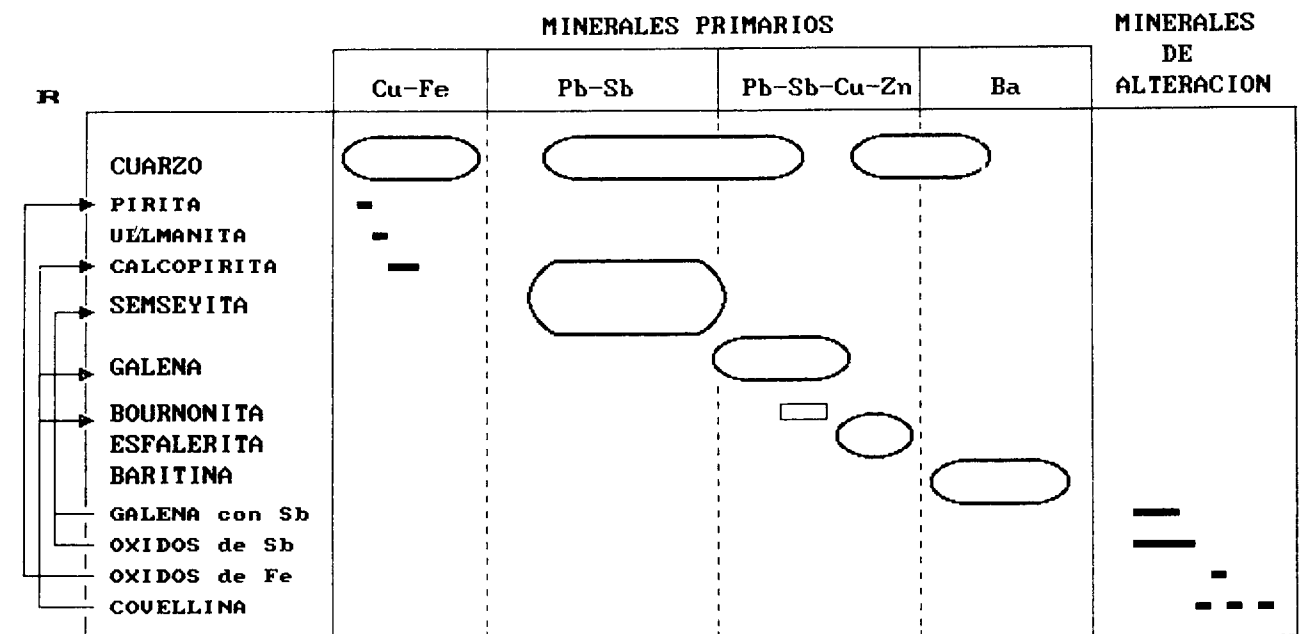 MINERALES PRIMARIOS
MINERALES DE ALTERACION
R
Cu-Fe
Pb-Sb
Pb-Sb-Cu-Zn
Ba
CUARZO
PIRITA
CALCOPIRITA
SEMSEYITA
GALENA
BOURNONITA
ESFALERITA
BARITINA
GALENA con Sb
OXIDOS de Sb
OXIDOS de Fe
COVELLINA